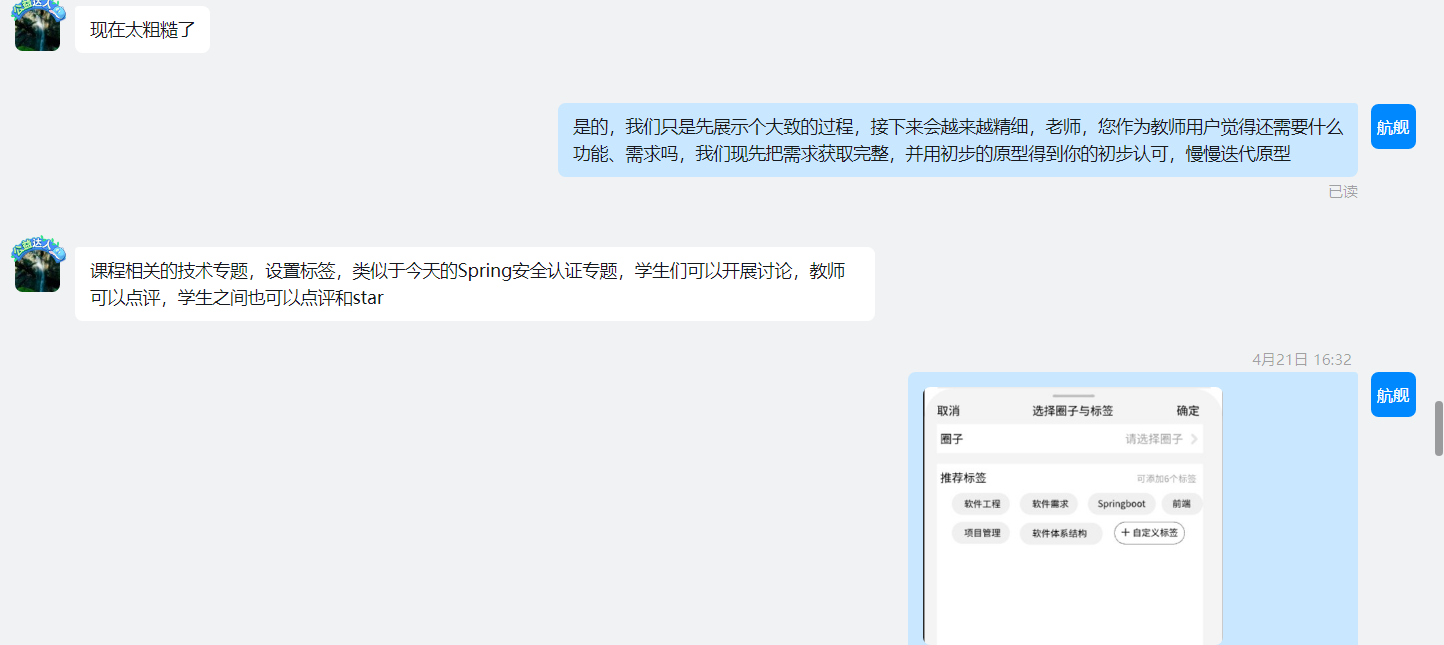 公益达人
现在太粗糙了
是的，我们只是先展示个大致的过程，接下来会越来越精细，老师，您作为教师用户觉得还需要什么
功能、需求吗，我们现先把需求获取完整，并用初步的原型得到你的初步认可，慢慢迭代原型
航舰
已读
公益达人
课程相关的技术专题，设置标签，类似于今天的Spring安全认证专题，学生们可以开展讨论，教师
可以点评，学生之间也可以点评和star
4月21日 16:32
航舰
取消 选择圈子与标签 确定
圈子 请选择圈子
推荐标签 可添加6个标签
软件工程 软件需求 Springboot 前端
项目管理 软件体系结构 + 自定义标签